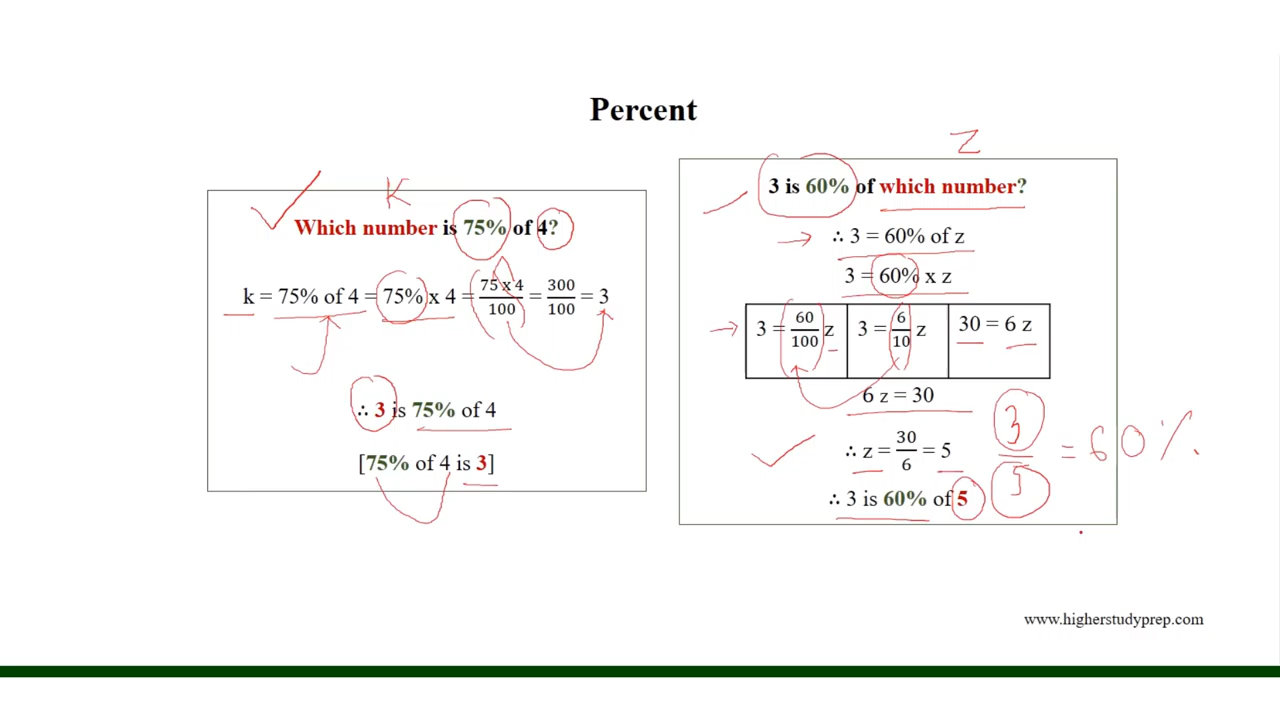 Percent
K
Which number is 75% of 4?
k = 75% of 4 = 75% x 4 = 75 x 4 / 100 = 300 / 100 = 3
∴ 3 is 75% of 4
[75% of 4 is 3]
Z
3 is 60% of which number?
∴ 3 = 60% of z
3 = 60% x z
3 = 60/100 z
3 = 6/10 z
30 = 6 z
6 z = 30
∴ z = 30/6 = 5
∴ 3 is 60% of 5
3/5 = 60%
www.higherstudyprep.com